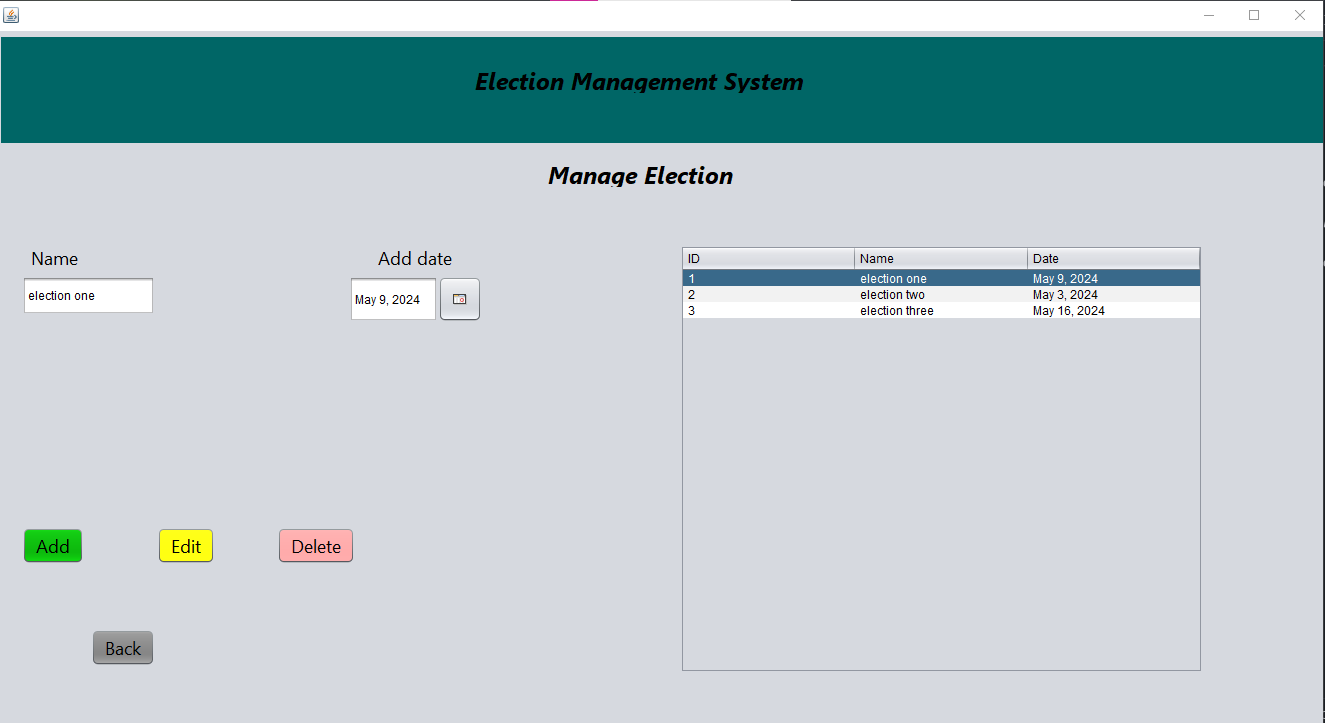 Election Management System
Manage Election
Name
Add date
election one
May 9, 2024
ID Name Date
1 election one May 9, 2024
2 election two May 3, 2024
3 election three May 16, 2024
Add
Edit
Delete
Back